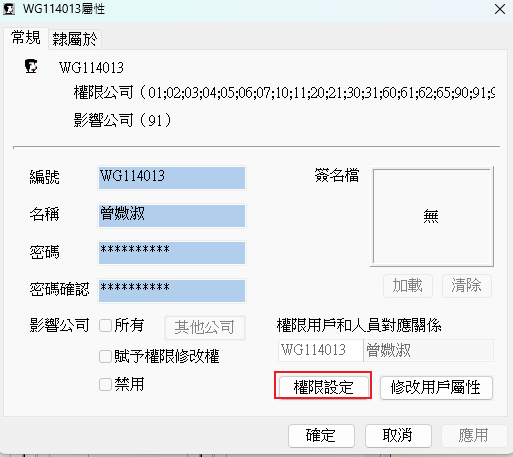 WG114013屬性
常規 隸屬於
WG114013
權限公司（01;02;03;04;05;06;07;10;11;20;21;30;31;60;61;62;65;90;91;9
影響公司（91）
編號 WG114013 簽名檔
名稱 曾媺淑 無
密碼 **********
加載 清除
密碼確認 **********
影響公司 所有 其他公司 權限用戶和人員對應關係
賦予權限修改權 WG114013 曾媺淑
禁用 權限設定 修改用戶屬性
確定 取消 應用